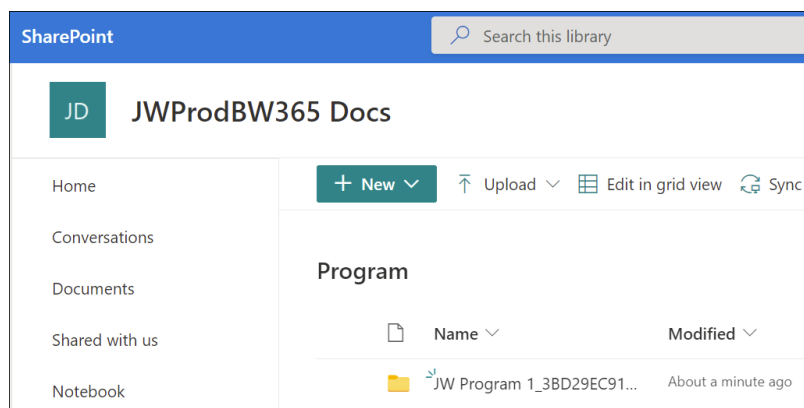 SharePoint
Search this library
JD
JWProdBW365 Docs
Home
Conversations
Documents
Shared with us
Notebook
New
Upload
Edit in grid view
Sync
Program
Name
Modified
JW Program 1_3BD29EC91...
About a minute ago